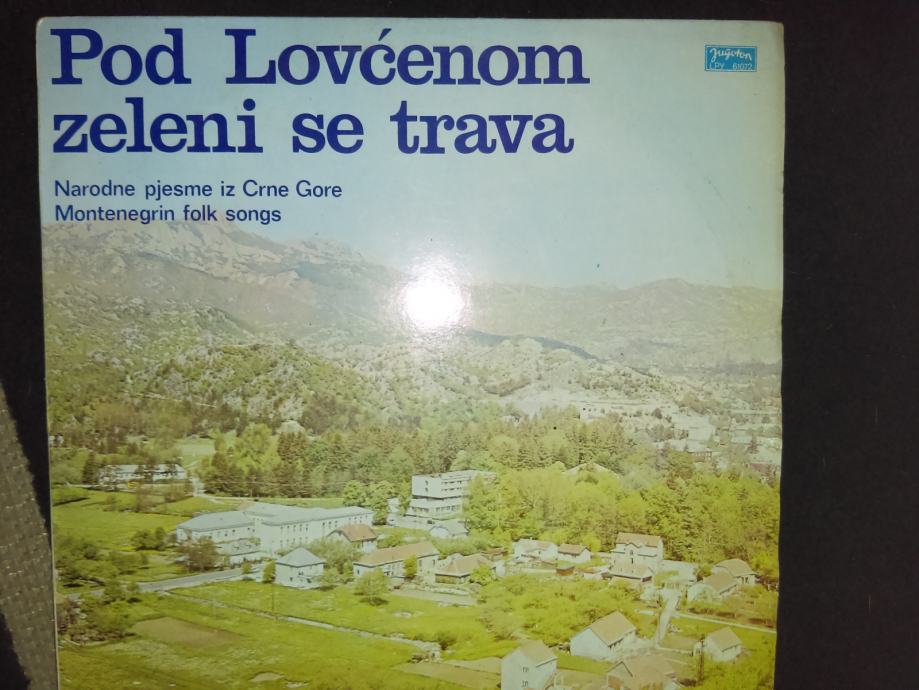 Pod Lovćenom
zeleni se trava
Jugoton
LPY 61072
Narodne pjesme iz Crne Gore
Montenegrin folk songs